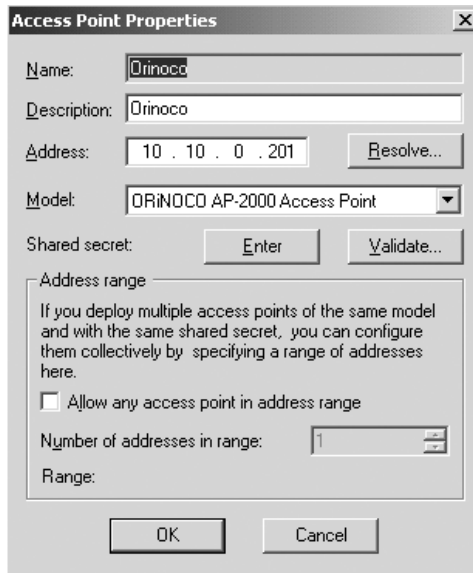 Access Point Properties
Name: Orinoco
Description: Orinoco
Address: 10 . 10 . 0 . 201 Resolve...
Model: ORiNOCO AP-2000 Access Point
Shared secret: Enter Validate...
Address range
If you deploy multiple access points of the same model
and with the same shared secret, you can configure
them collectively by specifying a range of addresses
here.
Allow any access point in address range
Number of addresses in range: 1
Range:
OK Cancel